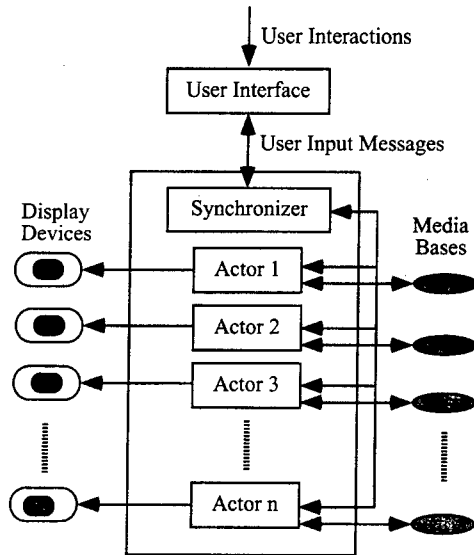 User Interactions
User Interface
User Input Messages
Synchronizer
Display
Devices
Media
Bases
Actor 1
Actor 2
Actor 3
Actor n